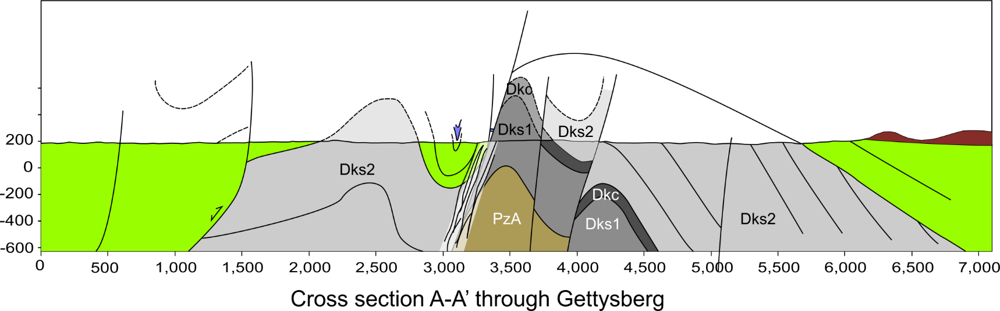 Dkc
Dks1
Dks2
200
0
Dks2
-200
Dkc
PzA
Dks1
Dks2
-400
-600
0 500 1,000 1,500 2,000 2,500 3,000 3,500 4,000 4,500 5,000 5,500 6,000 6,500 7,000
Cross section A-A’ through Gettysberg